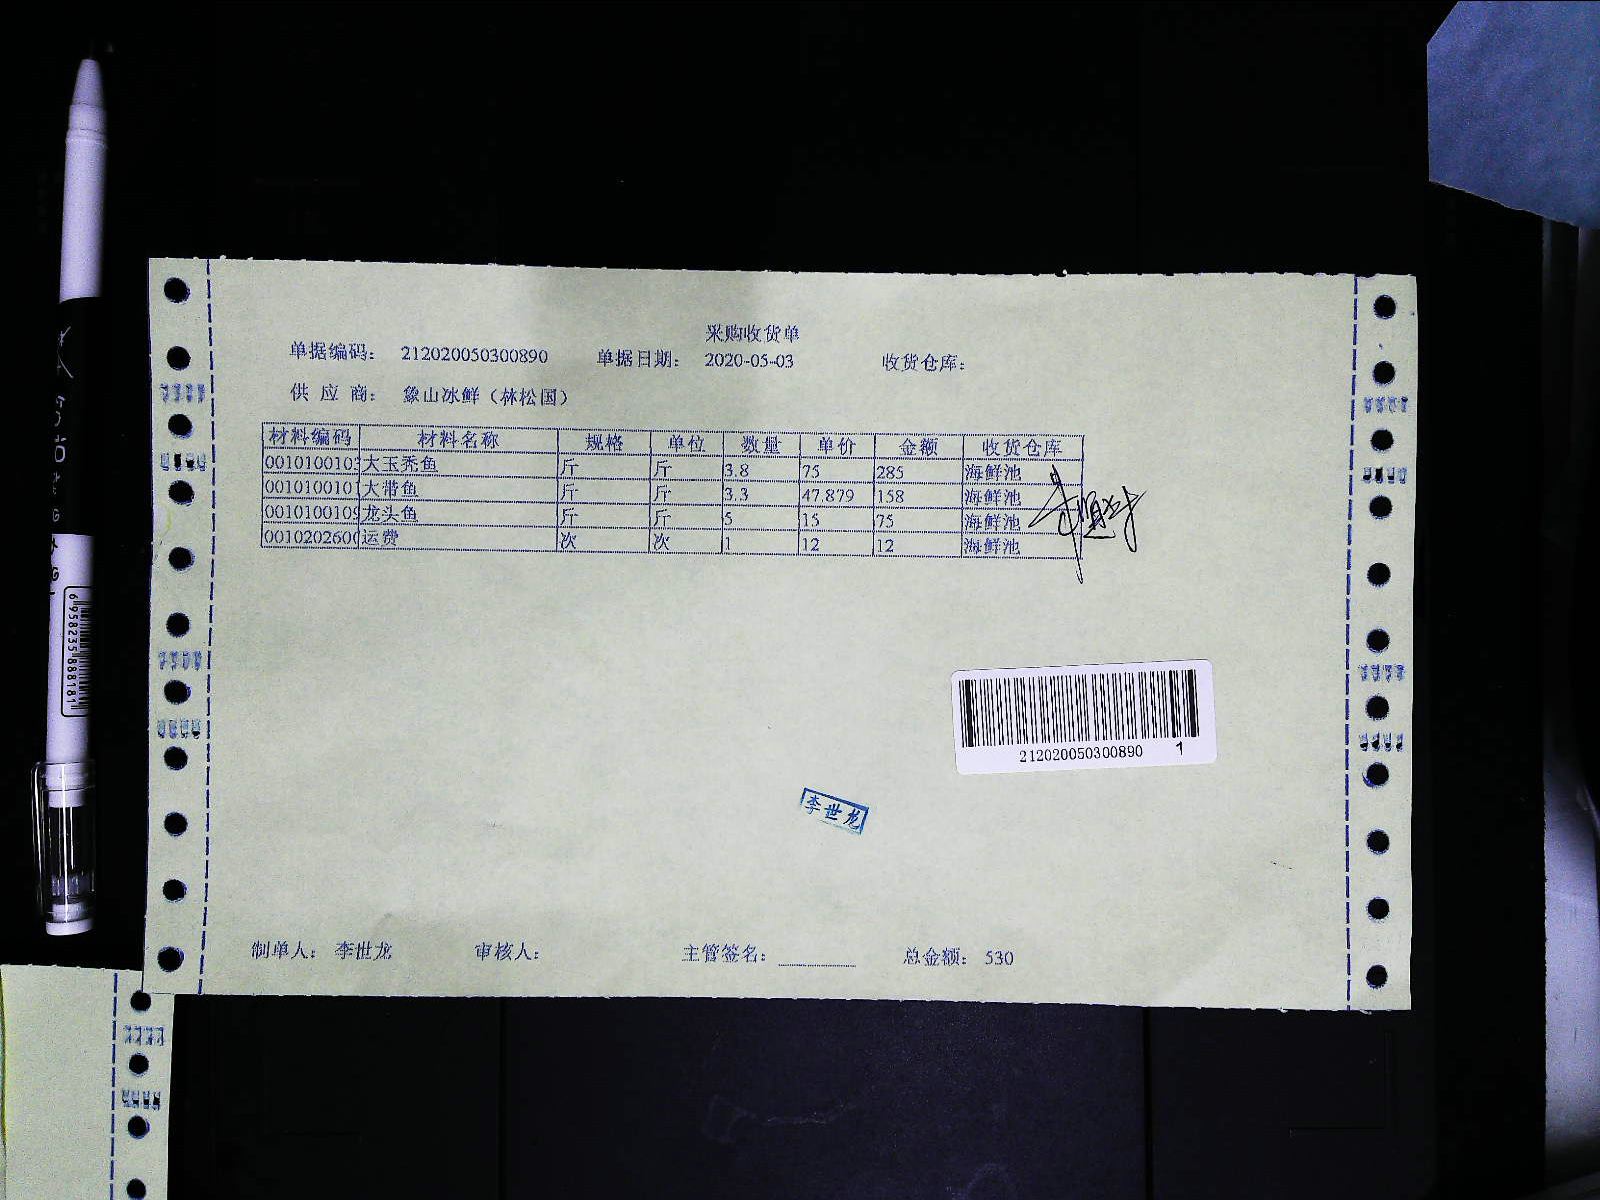 采购收货单
单据编码: 212020050300890 单据日期: 2020-05-03 收货仓库:
供 应 商: 象山冰鲜（林松国）
材料编码 材料名称 规格 单位 数量 单价 金额 收货仓库
0010100103 大玉秃鱼 斤 斤 3.8 75 285 海鲜池
0010100101 大带鱼 斤 斤 3.3 47.879 158 海鲜池
0010100109 龙头鱼 斤 斤 5 15 75 海鲜池
0010202600 运费 次 次 1 12 12 海鲜池
212020050300890 1
李世龙
制单人: 李世龙 审核人: 主管签名: 总金额: 530
6958235888181